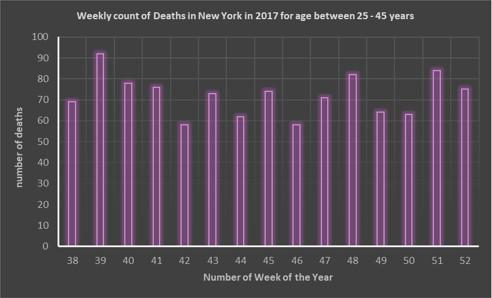 Weekly count of Deaths in New York in 2017 for age between 25 - 45 years
100
90
80
70
60
50
40
30
20
10
0
number of deaths
38 39 40 41 42 43 44 45 46 47 48 49 50 51 52
Number of Week of the Year